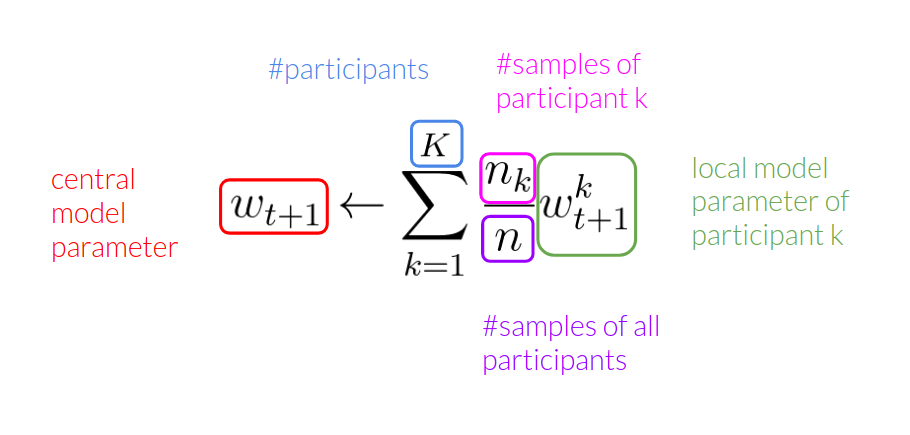 #participants
#samples of
participant k
central
model
parameter
w_{t+1} ← \sum_{k=1}^{K} \frac{n_k}{n} w_{t+1}^k
local model
parameter of
participant k
#samples of all
participants